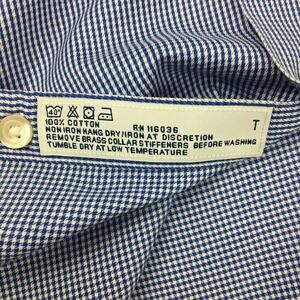 100% COTTON RN 116036
NON IRON HANG DRY/IRON AT DISCRETION
REMOVE BRASS COLLAR STIFFENERS BEFORE WASHING
TUMBLE DRY AT LOW TEMPERATURE
T